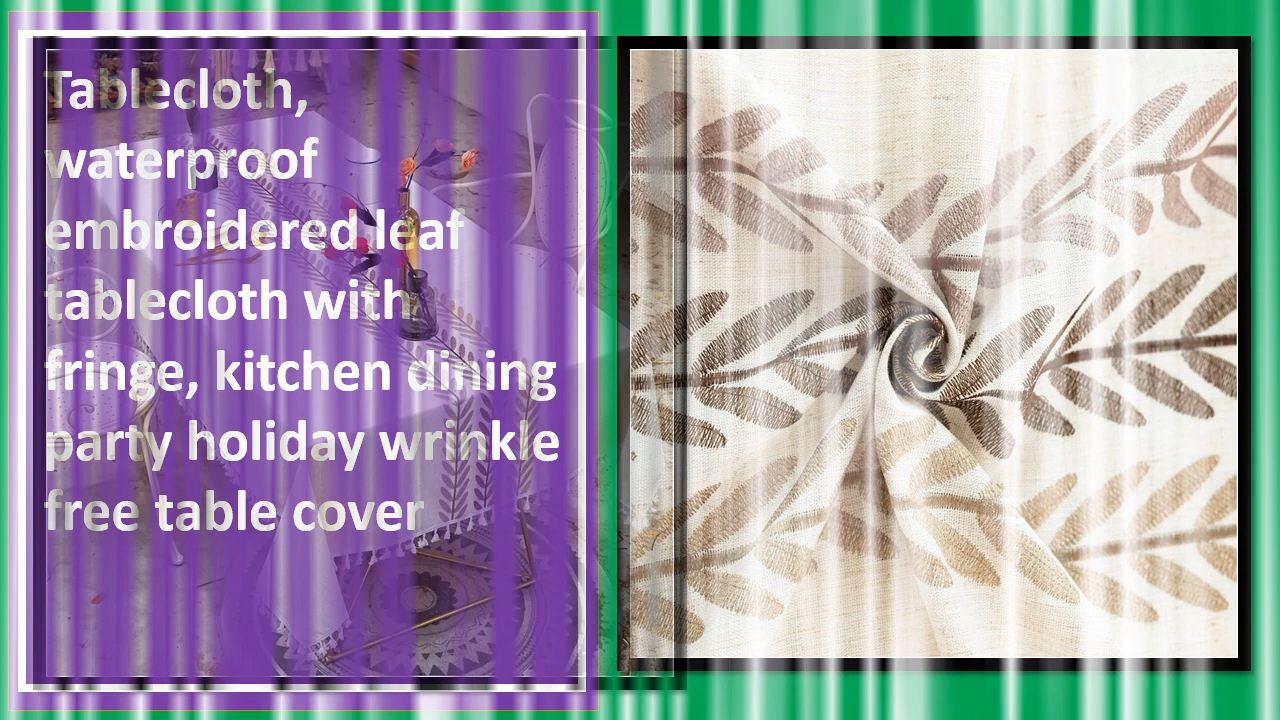 Tablecloth,
waterproof
embroidered leaf
tablecloth with
fringe, kitchen dining
party holiday wrinkle
free table cover